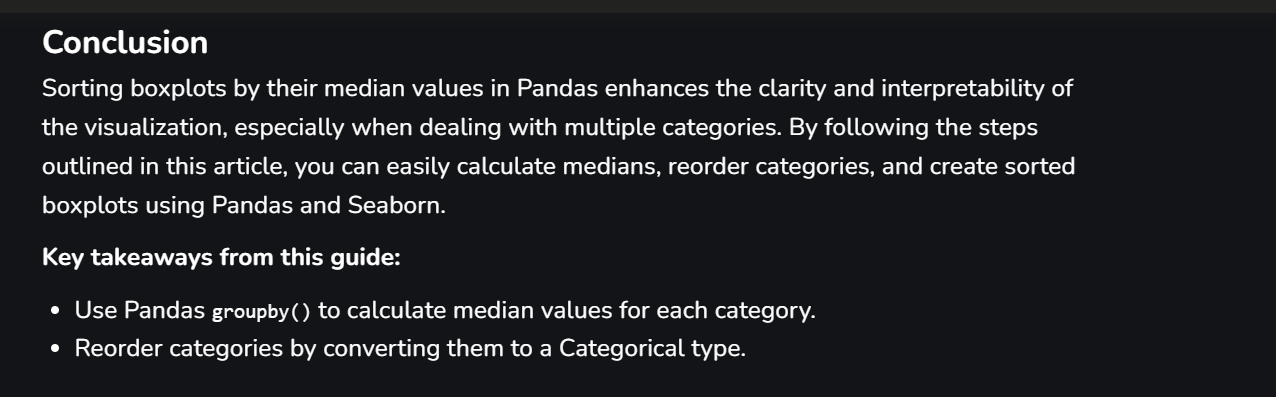 Conclusion
Sorting boxplots by their median values in Pandas enhances the clarity and interpretability of
the visualization, especially when dealing with multiple categories. By following the steps
outlined in this article, you can easily calculate medians, reorder categories, and create sorted
boxplots using Pandas and Seaborn.
Key takeaways from this guide:
• Use Pandas groupby() to calculate median values for each category.
• Reorder categories by converting them to a Categorical type.